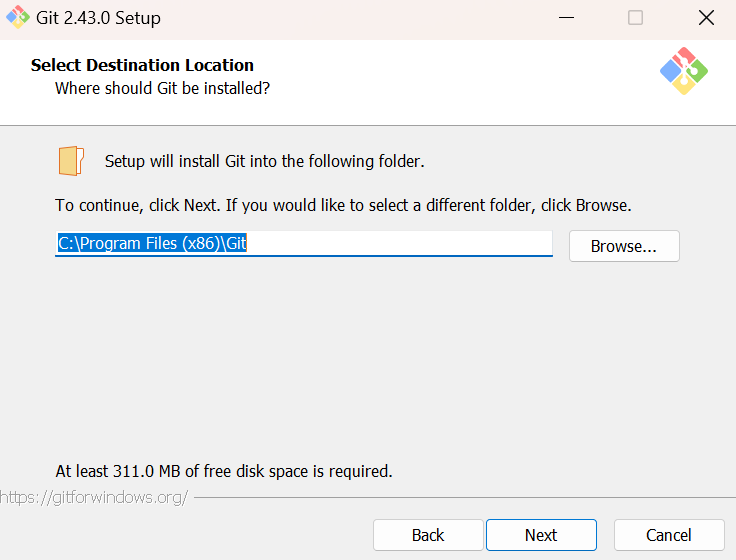 Git 2.43.0 Setup
Select Destination Location
Where should Git be installed?
Setup will install Git into the following folder.
To continue, click Next. If you would like to select a different folder, click Browse.
C:\Program Files (x86)\Git
Browse...
At least 311.0 MB of free disk space is required.
https://gitforwindows.org/
Back
Next
Cancel